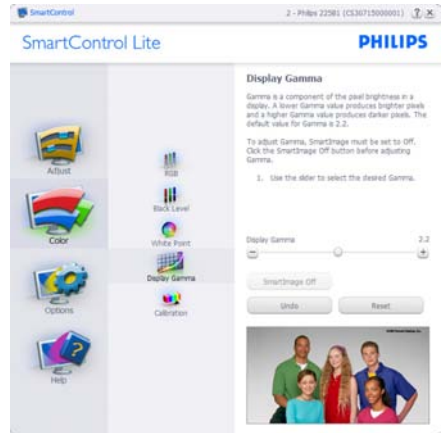 SmartControl
2 - Philips 225B1 (CS30715000001)
SmartControl Lite
PHILIPS
Adjust
Color
Options
Help
RGB
Black Level
White Point
Display Gamma
Calibration
Display Gamma
Gamma is a component of the pixel brightness in a
display. A lower Gamma value produces brighter pixels
and a higher Gamma value produces darker pixels. The
default value for Gamma is 2.2.
To adjust Gamma, SmartImage must be set to Off.
Click the SmartImage Off button before adjusting
Gamma.
1. Use the slider to select the desired Gamma.
Display Gamma
2.2
SmartImage Off
Undo
Reset